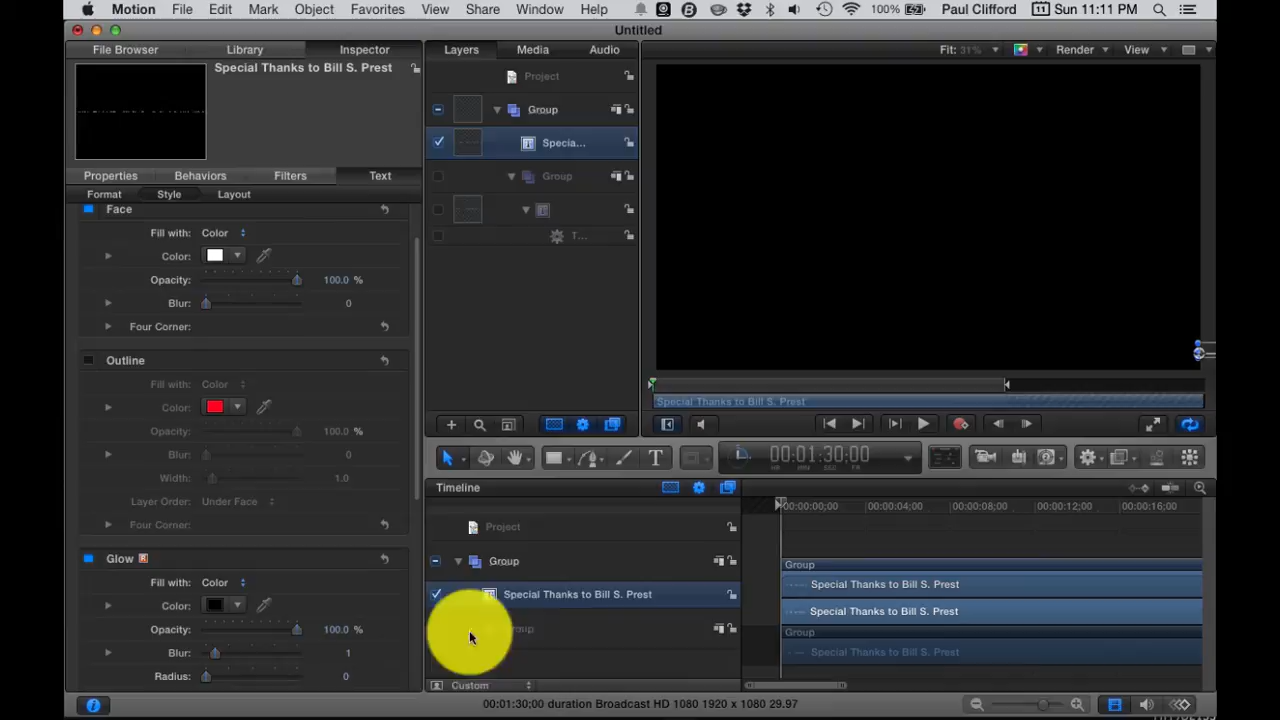 Motion File Edit Mark Object Favorites View Share Window Help 100% Paul Clifford 11 Sun 11:11 PM
Untitled
File Browser Library Inspector Layers Media Audio Fit: 31% Render View
Special Thanks to Bill S. Prest
Project
Group
Specia...
Properties Behaviors Filters Text
Group
Format Style Layout
Face
Fill with: Color
T...
Color:
Opacity: 100.0 %
Blur: 0
Four Corner:
Outline
Fill with: Color
Special Thanks to Bill S. Prest
Color:
Opacity: 100.0 %
Blur: 0
T 00:01:30:00
Width: 1.0
Timeline
Layer Order: Under Face
00:00:00;00 00:00:04;00 00:00:08;00 00:00:12;00 00:00:16;00
Four Corner:
Project
Glow R
Group Group
Fill with: Color
Special Thanks to Bill S. Prest Special Thanks to Bill S. Prest
Color:
Special Thanks to Bill S. Prest
Opacity: 100.0 %
Group
Blur: 1
Special Thanks to Bill S. Prest
Radius: 0
Custom
00:01:30;00 duration Broadcast HD 1080 1920 x 1080 29.97